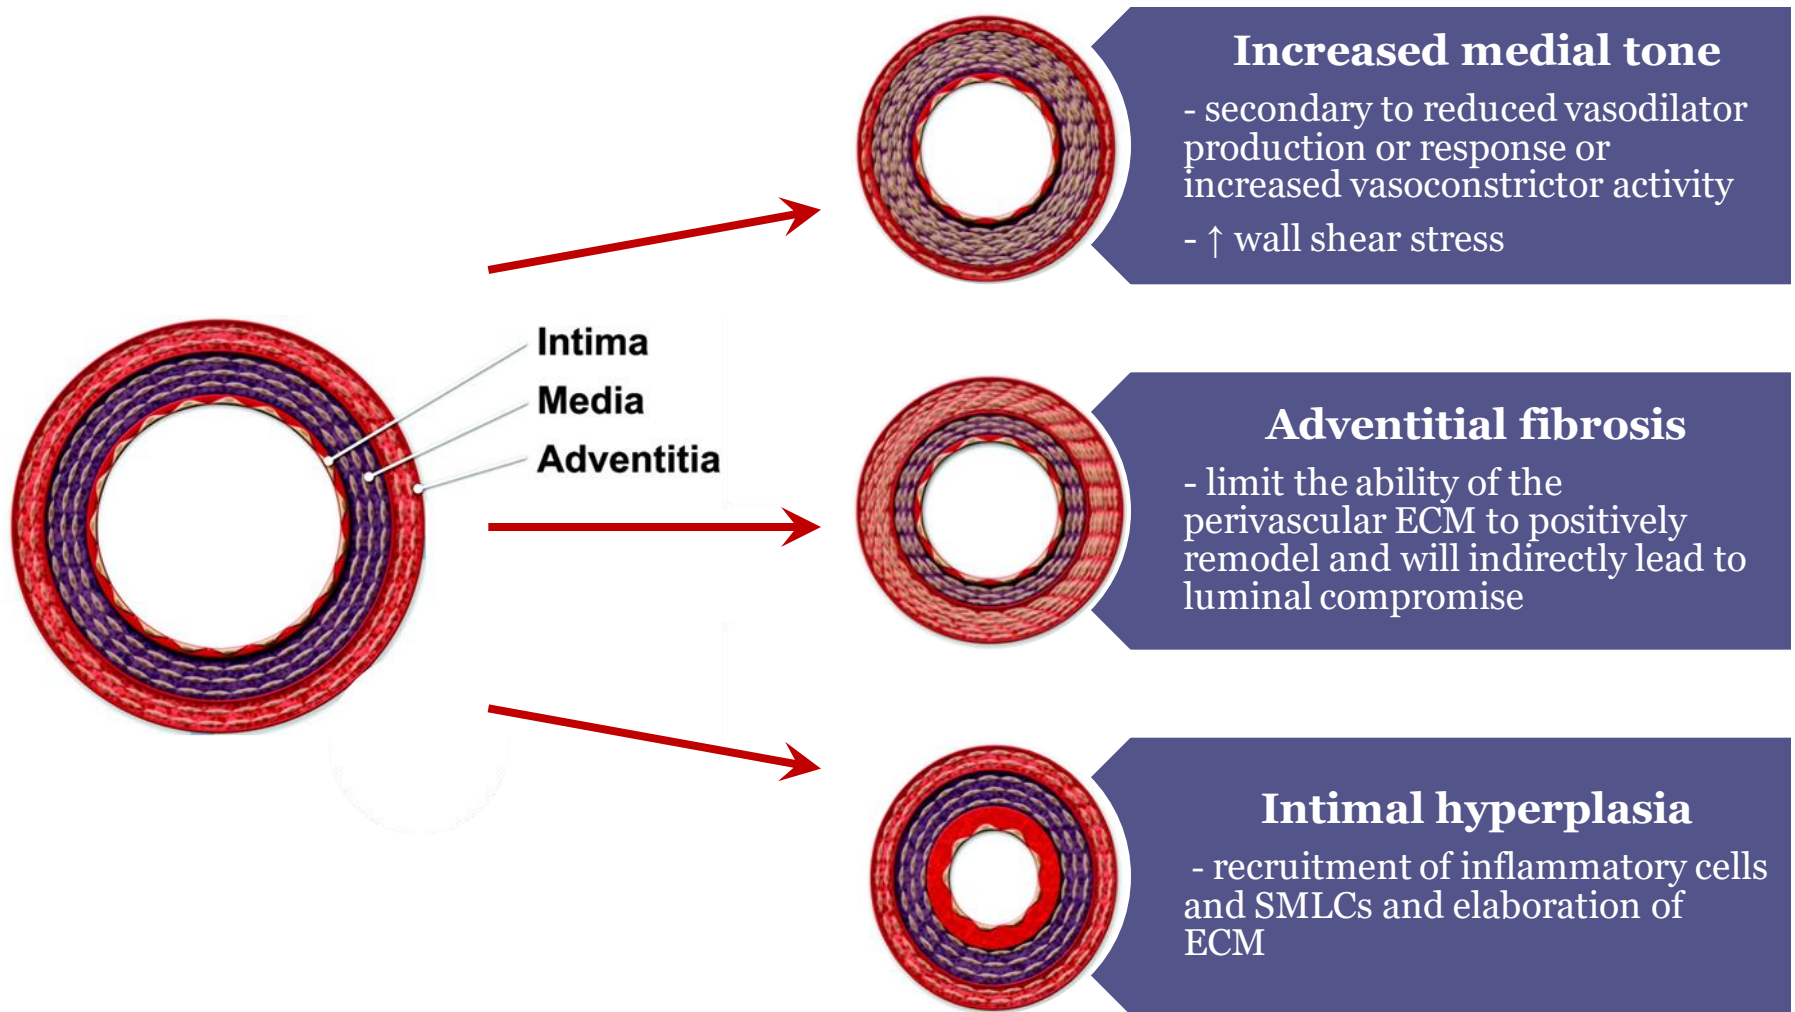 Intima
Media
Adventitia
Increased medial tone
- secondary to reduced vasodilator
production or response or
increased vasoconstrictor activity
- ↑ wall shear stress
Adventitial fibrosis
- limit the ability of the
perivascular ECM to positively
remodel and will indirectly lead to
luminal compromise
Intimal hyperplasia
- recruitment of inflammatory cells
and SMLCs and elaboration of
ECM